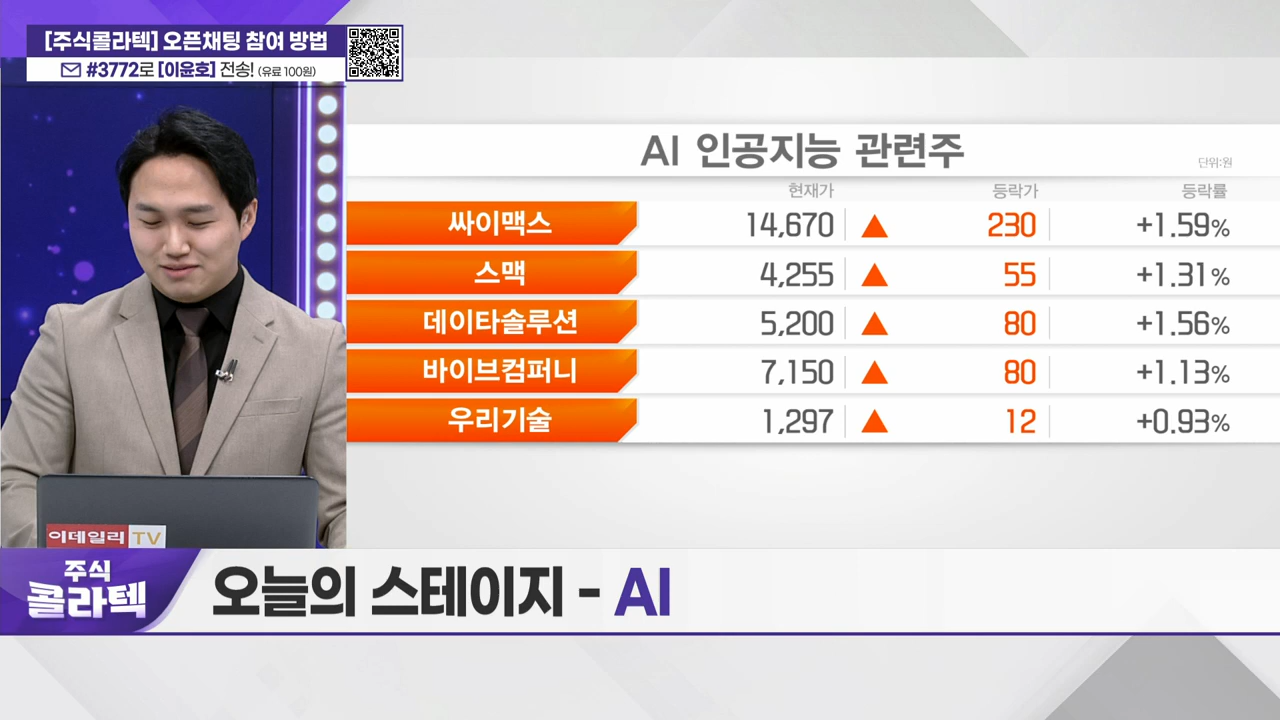 [주식콜라텍] 오픈채팅 참여 방법
#3772로 [이윤호] 전송! (유료 100원)
AI 인공지능 관련주
단위:원
현재가 등락가 등락률
싸이맥스 14,670 ▲ 230 +1.59%
스맥 4,255 ▲ 55 +1.31%
데이타솔루션 5,200 ▲ 80 +1.56%
바이브컴퍼니 7,150 ▲ 80 +1.13%
우리기술 1,297 ▲ 12 +0.93%
이데일리 TV
주식
콜라텍
오늘의 스테이지 - AI